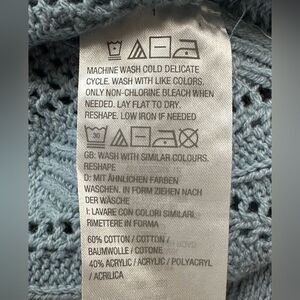 MACHINE WASH COLD DELICATE
CYCLE. WASH WITH LIKE COLORS.
ONLY NON-CHLORINE BLEACH WHEN
NEEDED. LAY FLAT TO DRY.
RESHAPE. LOW IRON IF NEEDED
30
GB: WASH WITH SIMILAR COLOURS.
RESHAPE
D: MIT ÄHNLICHEN FARBEN
WASCHEN. IN FORM ZIEHEN NACH
DER WÄSCHE
I: LAVARE CON COLORI SIMILARI.
RIMETTERE IN FORMA
60% COTTON / COTTON /
BAUMWOLLE / COTONE
40% ACRYLIC / ACRYLIC / POLYACRYL
/ ACRILICA